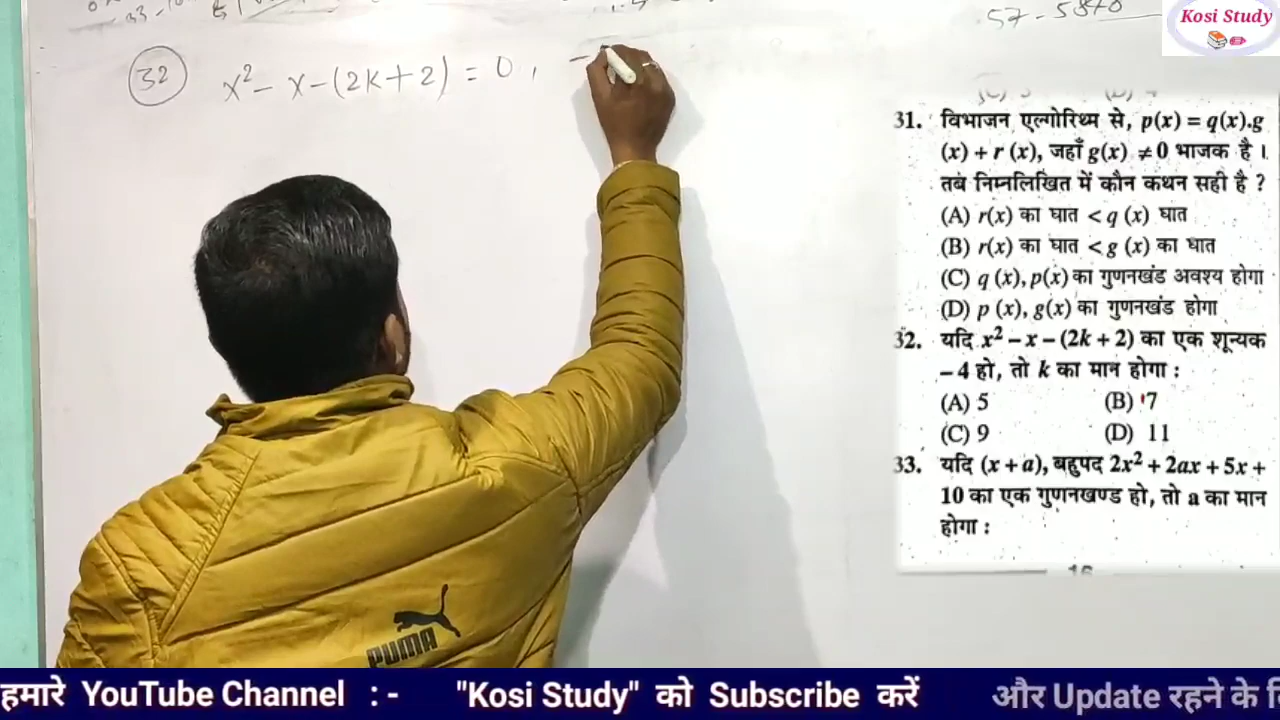 57-58
Kosi Study
32 x² - x - (2k + 2) = 0 , -
31. विभाजन एल्गोरिथ्म से, p(x) = q(x).g
(x) + r (x), जहाँ g(x) ≠ 0 भाजक है ।
तब निम्नलिखित में कौन कथन सही है ?
(A) r(x) का घात < q (x) घात
(B) r(x) का घात < g (x) का घात
(C) q (x), p(x) का गुणनखंड अवश्य होगा
(D) p (x), g(x) का गुणनखंड होगा
32. यदि x² – x – (2k + 2) का एक शून्यक
– 4 हो, तो k का मान होगा :
(A) 5 (B) 7
(C) 9 (D) 11
33. यदि (x + a), बहुपद 2x² + 2ax + 5x +
10 का एक गुणनखण्ड हो, तो a का मान
होगा :
PUMA
हमारे YouTube Channel :- "Kosi Study" को Subscribe करें और Update रहने के